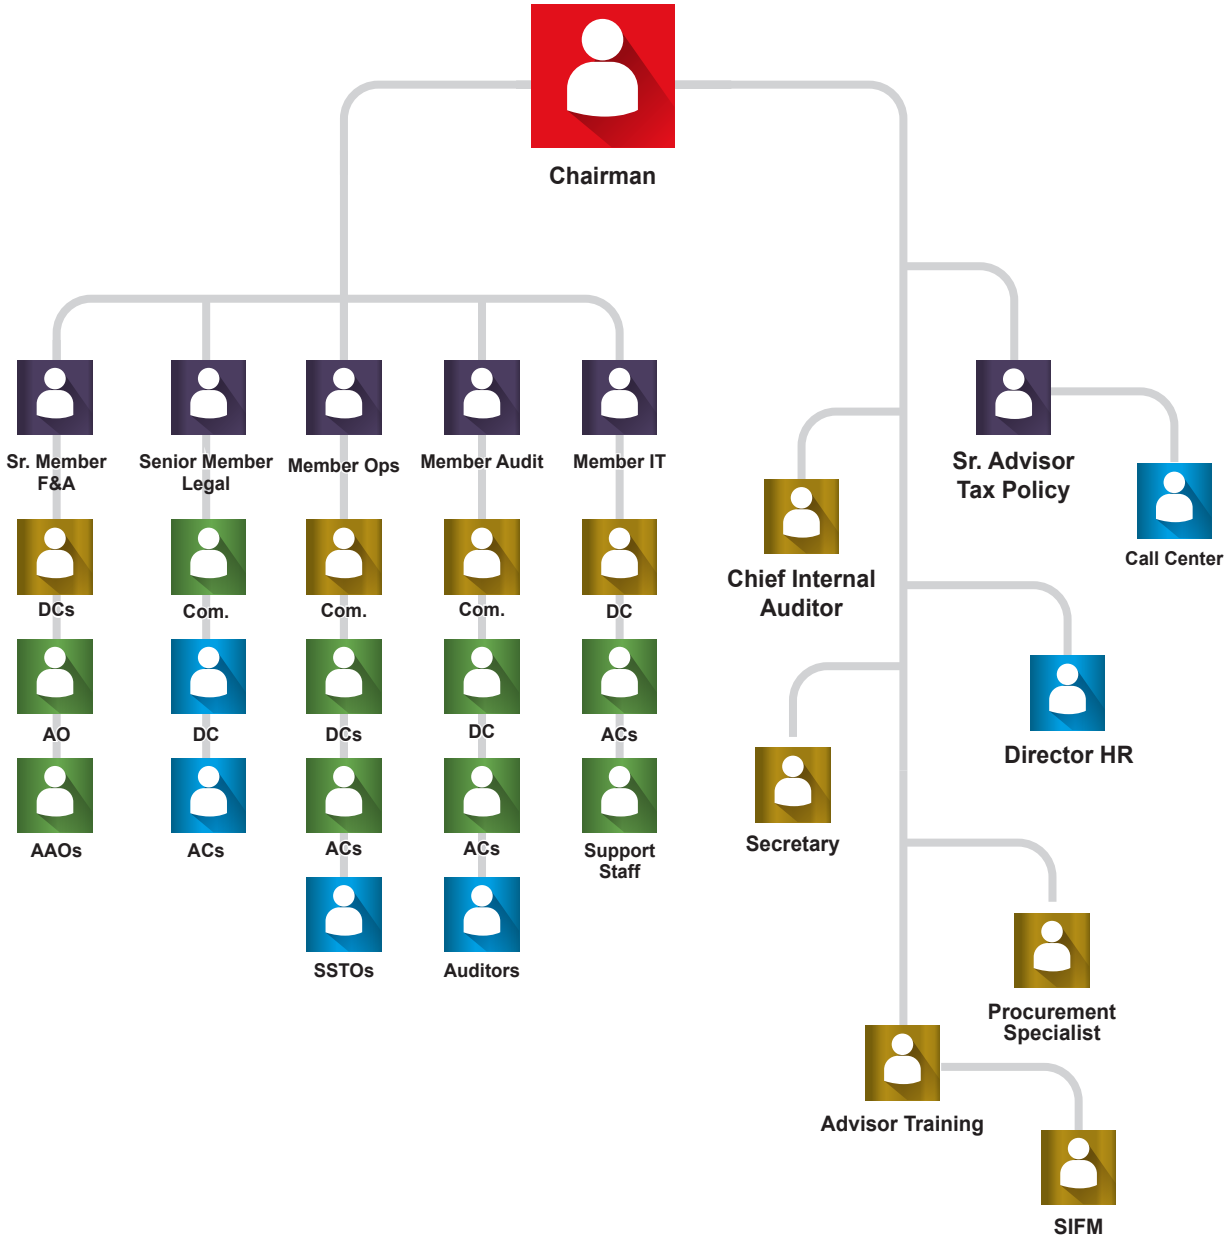 Chairman
Sr. Member
F&A
Senior Member
Legal
Member Ops
Member Audit
Member IT
DCs
Com.
Com.
Com.
DC
AO
DC
DCs
DC
ACs
AAOs
ACs
ACs
ACs
Support
Staff
SSTOs
Auditors
Sr. Advisor
Tax Policy
Call Center
Chief Internal
Auditor
Director HR
Secretary
Procurement
Specialist
Advisor Training
SIFM